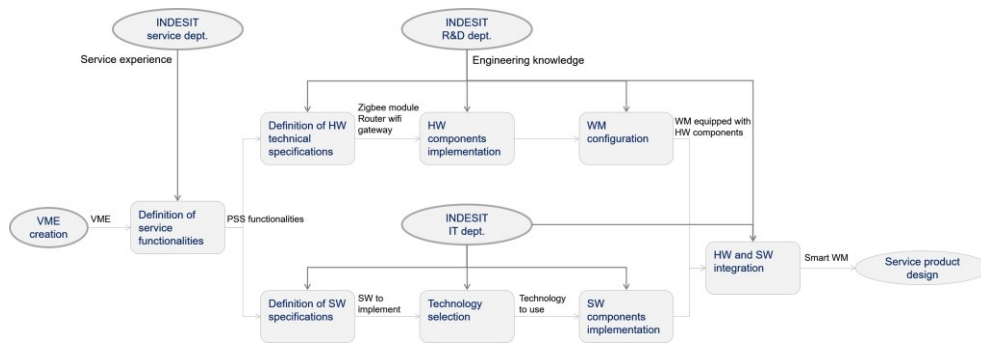 INDESIT
service dept.
INDESIT
R&D dept.
Service experience
Engineering knowledge
Definition of HW
technical
specifications
Zigbee module
Router wifi
gateway
HW
components
implementation
WM
configuration
WM equipped with
HW components
VME
creation
VME
Definition of
service
functionalities
PSS functionalities
INDESIT
IT dept.
HW and SW
integration
Smart WM
Service product
design
Definition of SW
specifications
SW to
implement
Technology
selection
Technology
to use
SW
components
implementation